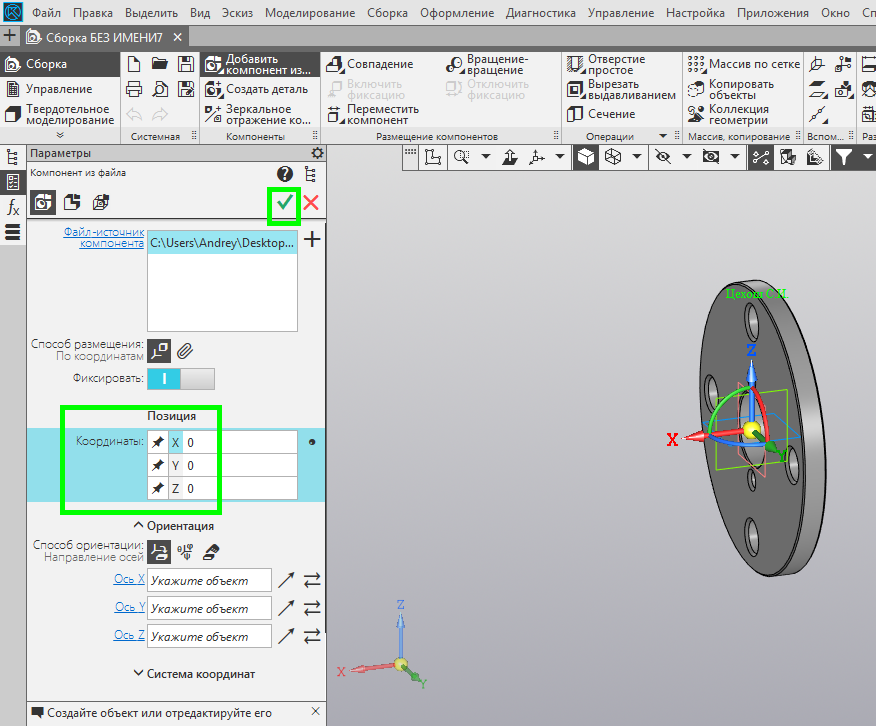 Файл Правка Выделить Вид Эскиз Моделирование Сборка Оформление Диагностика Управление Настройка Приложения Окно Сп
Сборка БЕЗ ИМЕНИ7
Сборка
Управление
Твердотельное
моделирование
Системная
Добавить
компонент из...
Создать деталь
Зеркальное
отражение ко...
Компоненты
Совпадение
Включить
фиксацию
Переместить
компонент
Вращение-
вращение
Отключить
фиксацию
Размещение компонентов
Отверстие
простое
Вырезать
выдавливанием
Сечение
Операции
Массив по сетке
Копировать
объекты
Коллекция
геометрии
Массив, копирование
Вспом...
Раз
Параметры
Компонент из файла
Файл-источник
компонента
C:\Users\Andrey\Desktop...
Способ размещения:
По координатам
Фиксировать:
Позиция
Координаты:
X 0
Y 0
Z 0
Ориентация
Способ ориентации:
Направление осей
Ось X Укажите объект
Ось Y Укажите объект
Ось Z Укажите объект
Система координат
Создайте объект или отредактируйте его
Z
X
Y
Z
X
Y